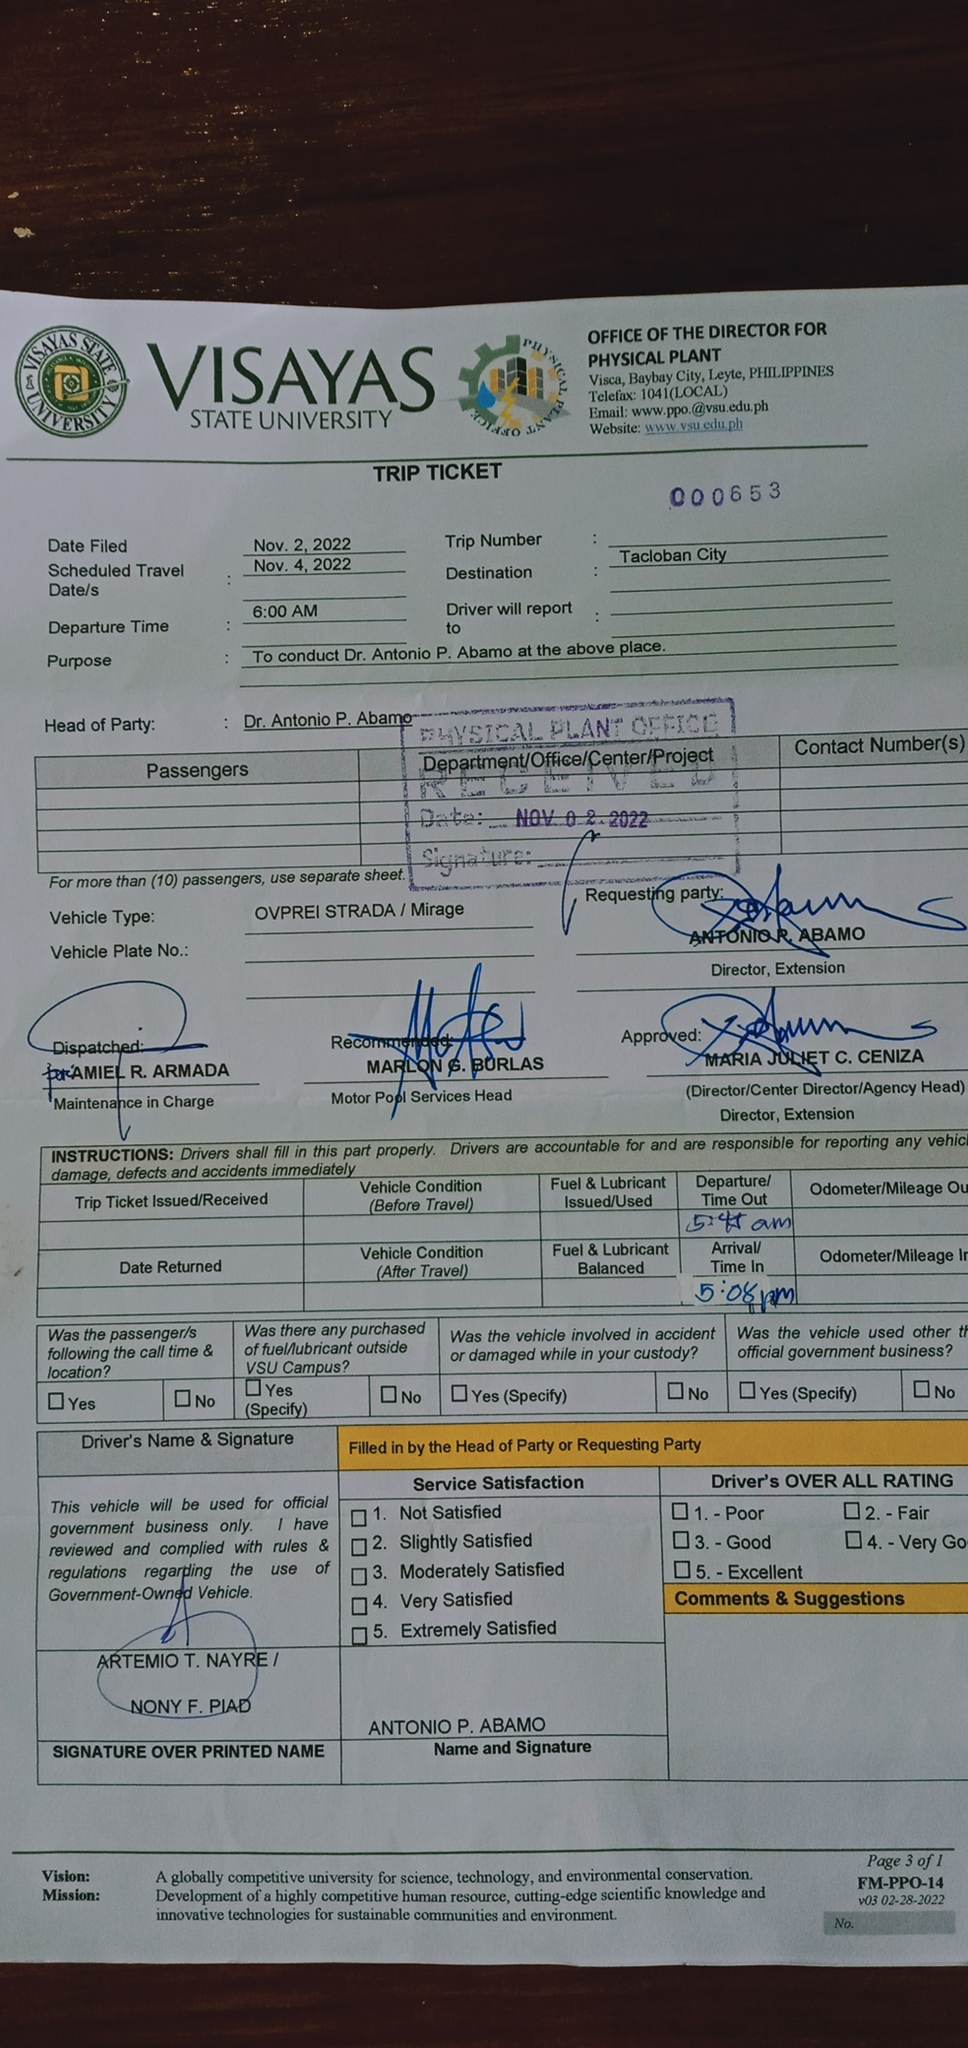 VISAYAS STATE UNIVERSITY
VISAYAS
STATE UNIVERSITY
PHYSICAL PLANT OFFICE
OFFICE OF THE DIRECTOR FOR
PHYSICAL PLANT
Visca, Baybay City, Leyte, PHILIPPINES
Telefax: 1041(LOCAL)
Email: www.ppo.@vsu.edu.ph
Website: www.vsu.edu.ph
TRIP TICKET
000653
Date Filed Nov. 2, 2022 Trip Number :
Scheduled Travel Date/s : Nov. 4, 2022 Destination : Tacloban City
Departure Time : 6:00 AM Driver will report to :
Purpose : To conduct Dr. Antonio P. Abamo at the above place.
Head of Party: : Dr. Antonio P. Abamo
PHYSICAL PLANT OFFICE
RECEIVED
Date: NOV. 02. 2022
Signature:
Passengers Department/Office/Center/Project Contact Number(s)
For more than (10) passengers, use separate sheet.
Vehicle Type: OVPREI STRADA / Mirage
Vehicle Plate No.:
Requesting party:
ANTONIO P. ABAMO
Director, Extension
Dispatched:
for AMIEL R. ARMADA
Maintenance in Charge
Recommended:
MARLON G. BURLAS
Motor Pool Services Head
Approved:
MARIA JULIET C. CENIZA
(Director/Center Director/Agency Head)
Director, Extension
INSTRUCTIONS: Drivers shall fill in this part properly. Drivers are accountable for and are responsible for reporting any vehicl
damage, defects and accidents immediately
Trip Ticket Issued/Received
Vehicle Condition
(Before Travel)
Fuel & Lubricant
Issued/Used
Departure/
Time Out
Odometer/Mileage Ou
5:45 am
Date Returned
Vehicle Condition
(After Travel)
Fuel & Lubricant
Balanced
Arrival/
Time In
Odometer/Mileage In
5:08 pm
Was the passenger/s
following the call time &
location?
Was there any purchased
of fuel/lubricant outside
VSU Campus?
Was the vehicle involved in accident
or damaged while in your custody?
Was the vehicle used other th
official government business?
Yes No Yes (Specify) No Yes (Specify) No Yes (Specify) No
Driver's Name & Signature
Filled in by the Head of Party or Requesting Party
This vehicle will be used for official
government business only. I have
reviewed and complied with rules &
regulations regarding the use of
Government-Owned Vehicle.
ARTEMIO T. NAYRE /
NONY F. PIAD
SIGNATURE OVER PRINTED NAME
Service Satisfaction
1. Not Satisfied
2. Slightly Satisfied
3. Moderately Satisfied
4. Very Satisfied
5. Extremely Satisfied
ANTONIO P. ABAMO
Name and Signature
Driver's OVER ALL RATING
1. - Poor 2. - Fair
3. - Good 4. - Very Go
5. - Excellent
Comments & Suggestions
Vision: A globally competitive university for science, technology, and environmental conservation.
Mission: Development of a highly competitive human resource, cutting-edge scientific knowledge and
innovative technologies for sustainable communities and environment.
Page 3 of 1
FM-PPO-14
v03 02-28-2022
No.